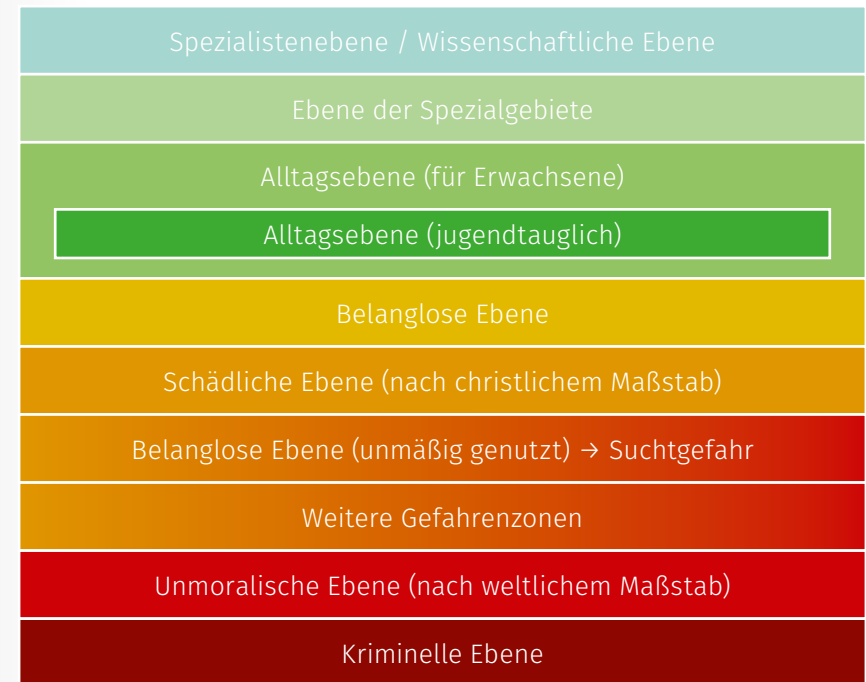 Spezialistenebene / Wissenschaftliche Ebene
Ebene der Spezialgebiete
Alltagsebene (für Erwachsene)
Alltagsebene (jugendtauglich)
Belanglose Ebene
Schädliche Ebene (nach christlichem Maßstab)
Belanglose Ebene (unmäßig genutzt) → Suchtgefahr
Weitere Gefahrenzonen
Unmoralische Ebene (nach weltlichem Maßstab)
Kriminelle Ebene